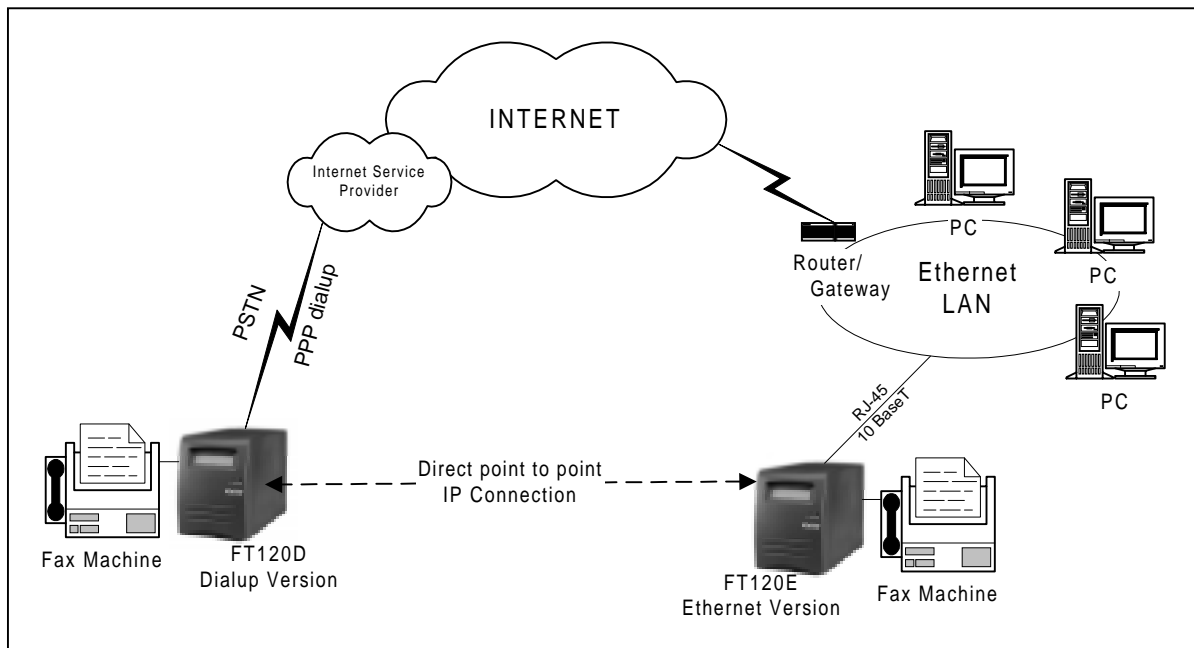 INTERNET
Internet Service
Provider
PSTN
PPP dialup
Router/
Gateway
Ethernet
LAN
PC
PC
PC
RJ-45
10 BaseT
Direct point to point
IP Connection
Fax Machine
FT120D
Dialup Version
FT120E
Ethernet Version
Fax Machine